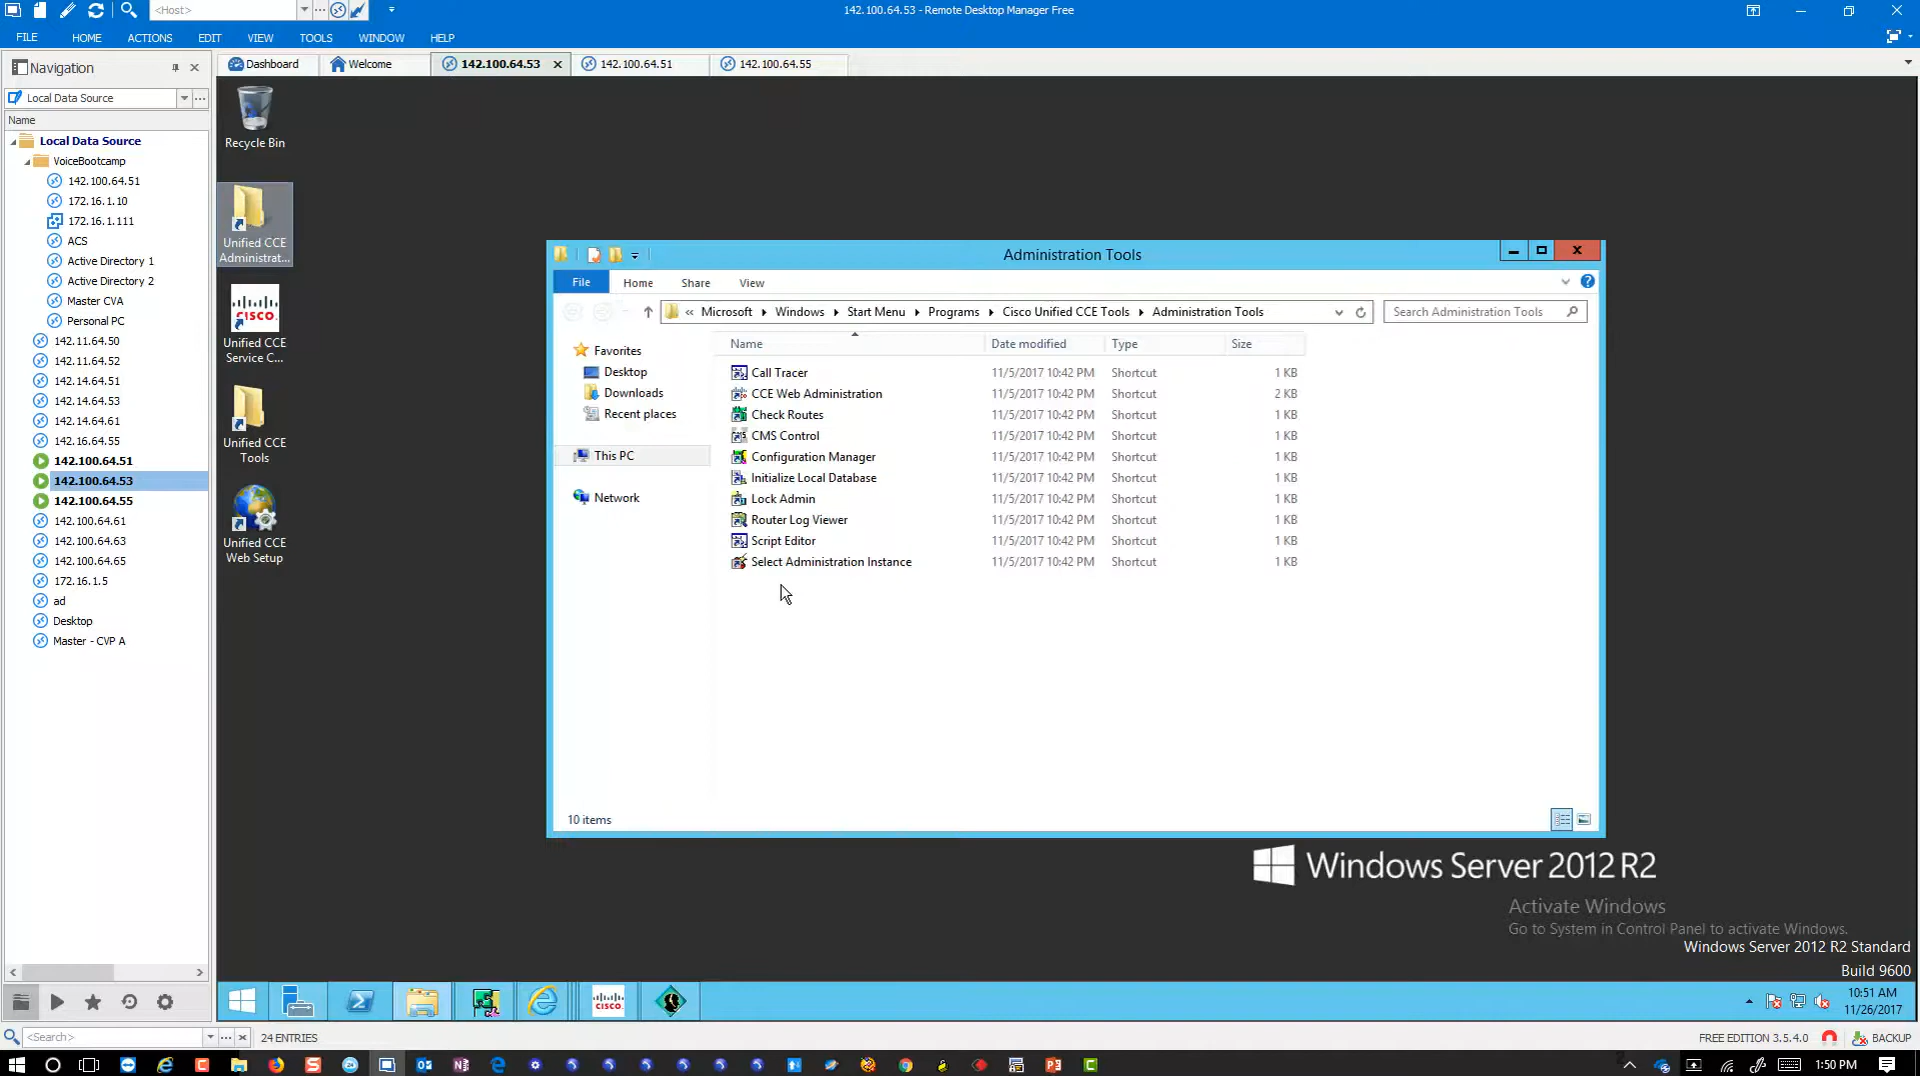 <Host>
142.100.64.53 - Remote Desktop Manager Free
FILE HOME ACTIONS EDIT VIEW TOOLS WINDOW HELP
Navigation
Dashboard Welcome 142.100.64.53 142.100.64.51 142.100.64.55
Local Data Source
Name
Local Data Source
VoiceBootcamp
142.100.64.51
172.16.1.10
172.16.1.111
ACS
Active Directory 1
Active Directory 2
Master CVA
Personal PC
142.11.64.50
142.11.64.52
142.14.64.51
142.14.64.53
142.14.64.61
142.16.64.55
142.100.64.51
142.100.64.53
142.100.64.55
142.100.64.61
142.100.64.63
142.100.64.65
172.16.1.5
ad
Desktop
Master - CVP A
Recycle Bin
Unified CCE
Administrat...
CISCO.
Unified CCE
Service C...
Unified CCE
Tools
Unified CCE
Web Setup
Administration Tools
File Home Share View
« Microsoft Windows Start Menu Programs Cisco Unified CCE Tools Administration Tools
Search Administration Tools
Favorites
Desktop
Downloads
Recent places
This PC
Network
Name Date modified Type Size
Call Tracer 11/5/2017 10:42 PM Shortcut 1 KB
CCE Web Administration 11/5/2017 10:42 PM Shortcut 2 KB
Check Routes 11/5/2017 10:42 PM Shortcut 1 KB
CMS Control 11/5/2017 10:42 PM Shortcut 1 KB
Configuration Manager 11/5/2017 10:42 PM Shortcut 1 KB
Initialize Local Database 11/5/2017 10:42 PM Shortcut 1 KB
Lock Admin 11/5/2017 10:42 PM Shortcut 1 KB
Router Log Viewer 11/5/2017 10:42 PM Shortcut 1 KB
Script Editor 11/5/2017 10:42 PM Shortcut 1 KB
Select Administration Instance 11/5/2017 10:42 PM Shortcut 1 KB
10 items
Windows Server 2012 R2
Activate Windows
Go to System in Control Panel to activate Windows.
Windows Server 2012 R2 Standard
Build 9600
CISCO.
10:51 AM
11/26/2017
<Search>
24 ENTRIES
FREE EDITION 3.5.4.0
BACKUP
1:50 PM